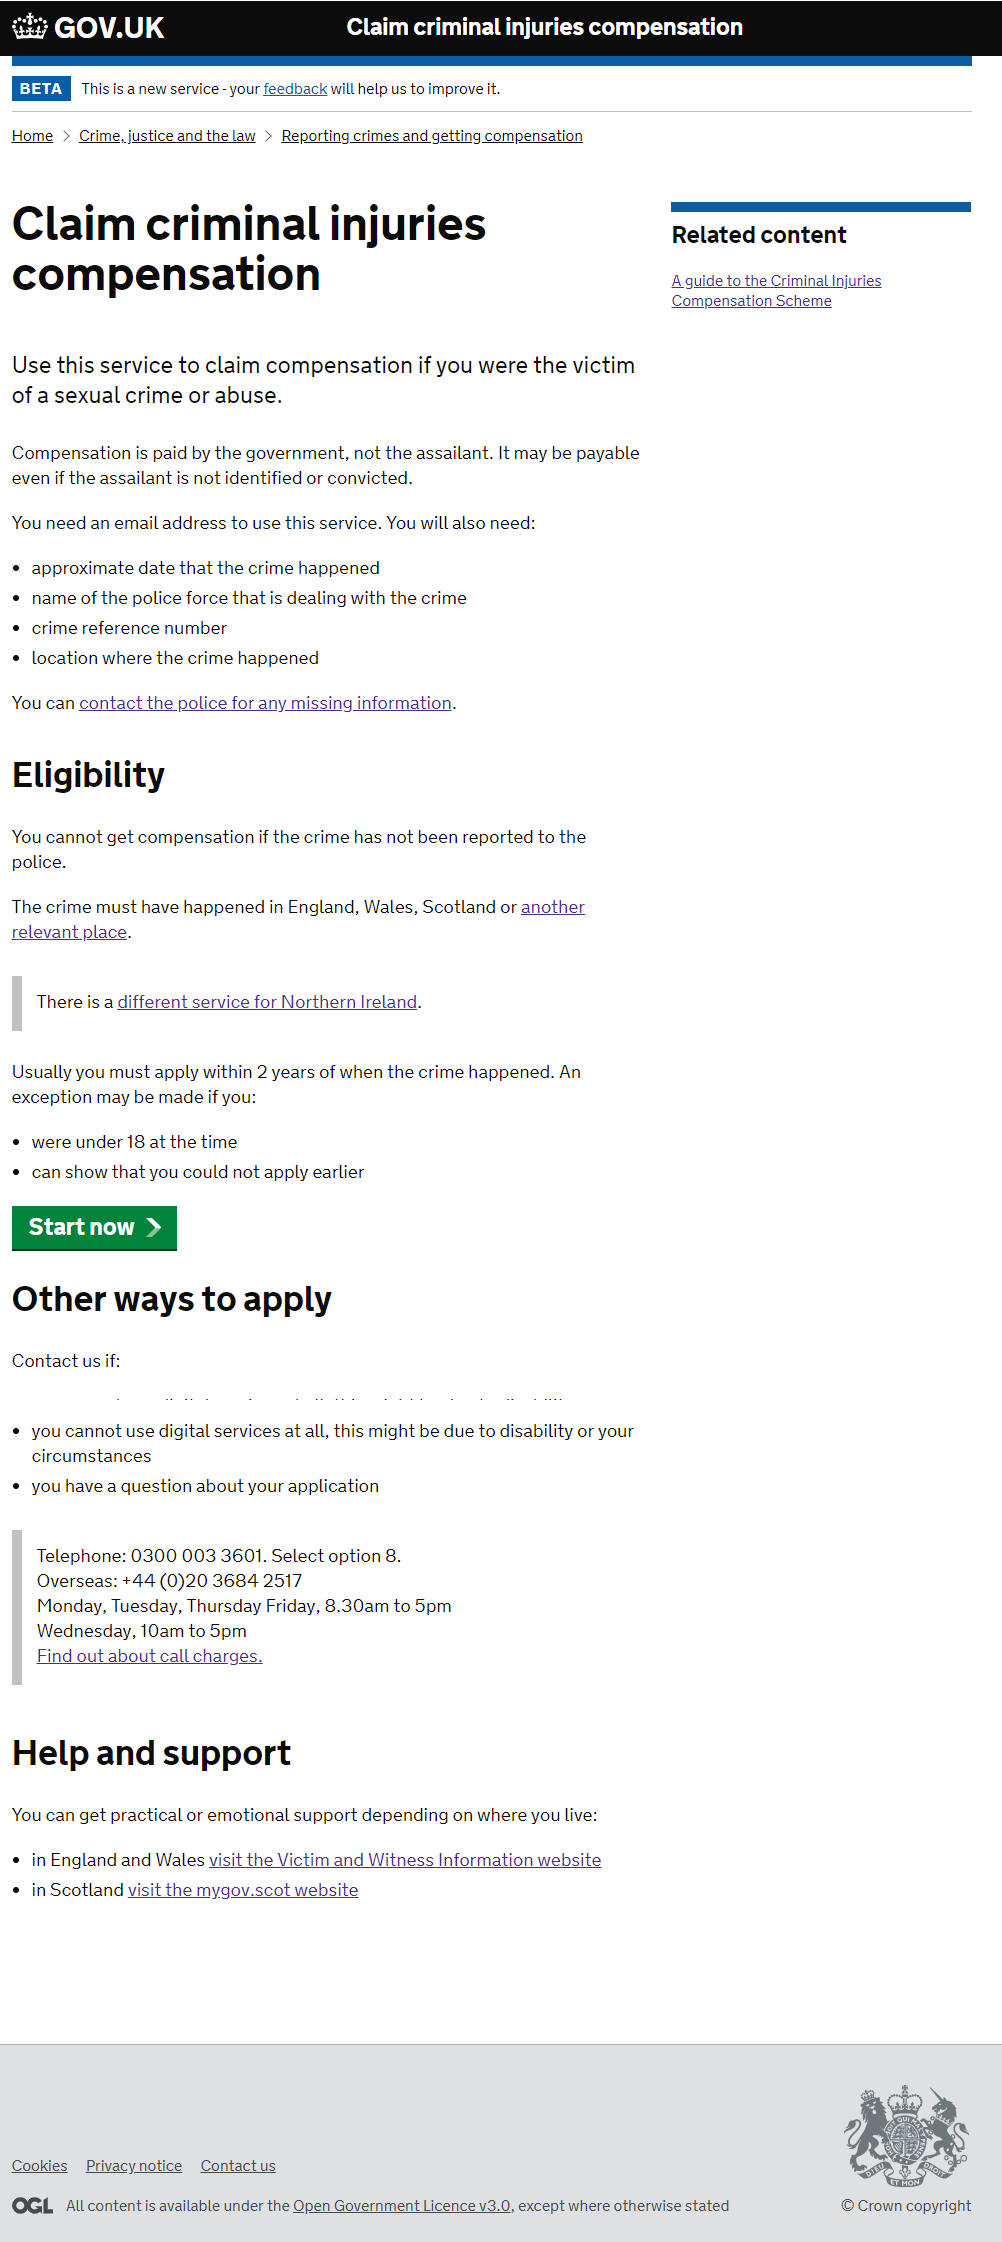 GOV.UK
Claim criminal injuries compensation
BETA This is a new service - your feedback will help us to improve it.
Home > Crime, justice and the law > Reporting crimes and getting compensation
Claim criminal injuries
compensation
Related content
A guide to the Criminal Injuries
Compensation Scheme
Use this service to claim compensation if you were the victim
of a sexual crime or abuse.
Compensation is paid by the government, not the assailant. It may be payable
even if the assailant is not identified or convicted.
You need an email address to use this service. You will also need:
• approximate date that the crime happened
• name of the police force that is dealing with the crime
• crime reference number
• location where the crime happened
You can contact the police for any missing information.
Eligibility
You cannot get compensation if the crime has not been reported to the
police.
The crime must have happened in England, Wales, Scotland or another
relevant place.
There is a different service for Northern Ireland.
Usually you must apply within 2 years of when the crime happened. An
exception may be made if you:
• were under 18 at the time
• can show that you could not apply earlier
Start now
Other ways to apply
Contact us if:
• you cannot use digital services at all, this might be due to disability or your
circumstances
• you have a question about your application
Telephone: 0300 003 3601. Select option 8.
Overseas: +44 (0)20 3684 2517
Monday, Tuesday, Thursday Friday, 8.30am to 5pm
Wednesday, 10am to 5pm
Find out about call charges.
Help and support
You can get practical or emotional support depending on where you live:
• in England and Wales visit the Victim and Witness Information website
• in Scotland visit the mygov.scot website
Cookies Privacy notice Contact us
OGL All content is available under the Open Government Licence v3.0, except where otherwise stated
DIEU ET MON DROIT
© Crown copyright